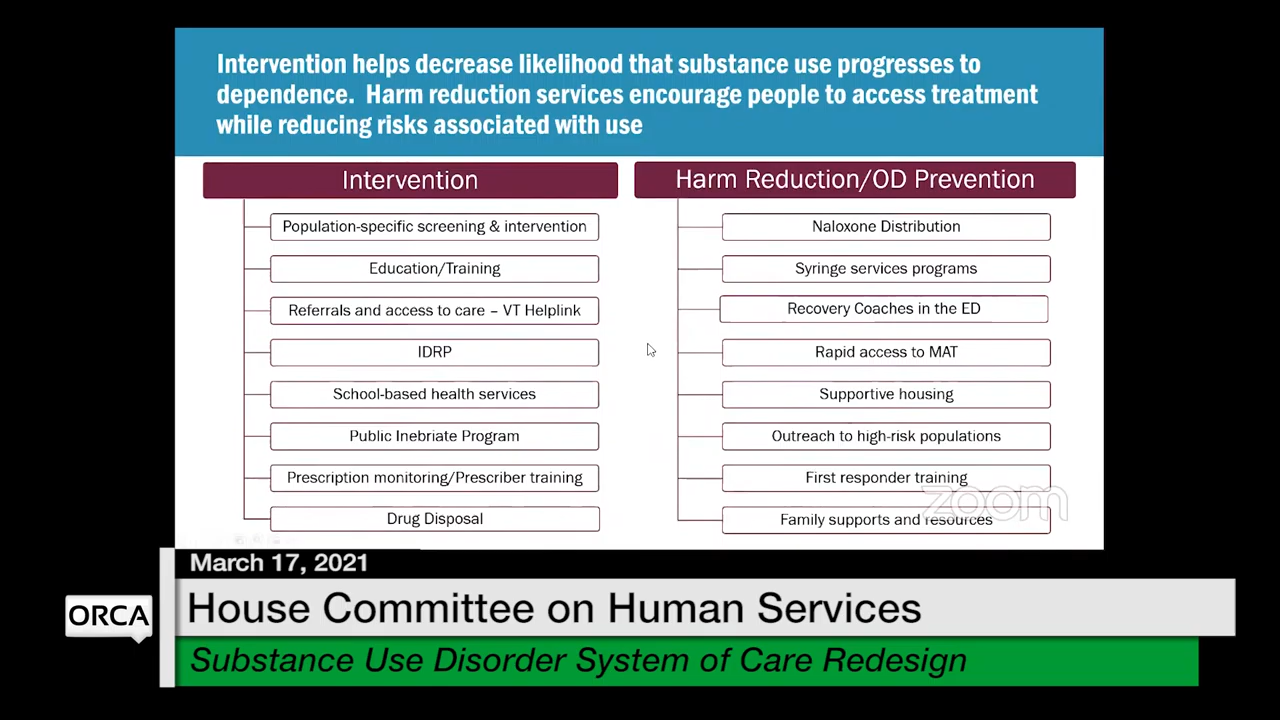 Intervention helps decrease likelihood that substance use progresses to
dependence. Harm reduction services encourage people to access treatment
while reducing risks associated with use
Intervention
Population-specific screening & intervention
Education/Training
Referrals and access to care – VT Helplink
IDRP
School-based health services
Public Inebriate Program
Prescription monitoring/Prescriber training
Drug Disposal
Harm Reduction/OD Prevention
Naloxone Distribution
Syringe services programs
Recovery Coaches in the ED
Rapid access to MAT
Supportive housing
Outreach to high-risk populations
First responder training
Family supports and resources
zoom
March 17, 2021
ORCA
House Committee on Human Services
Substance Use Disorder System of Care Redesign